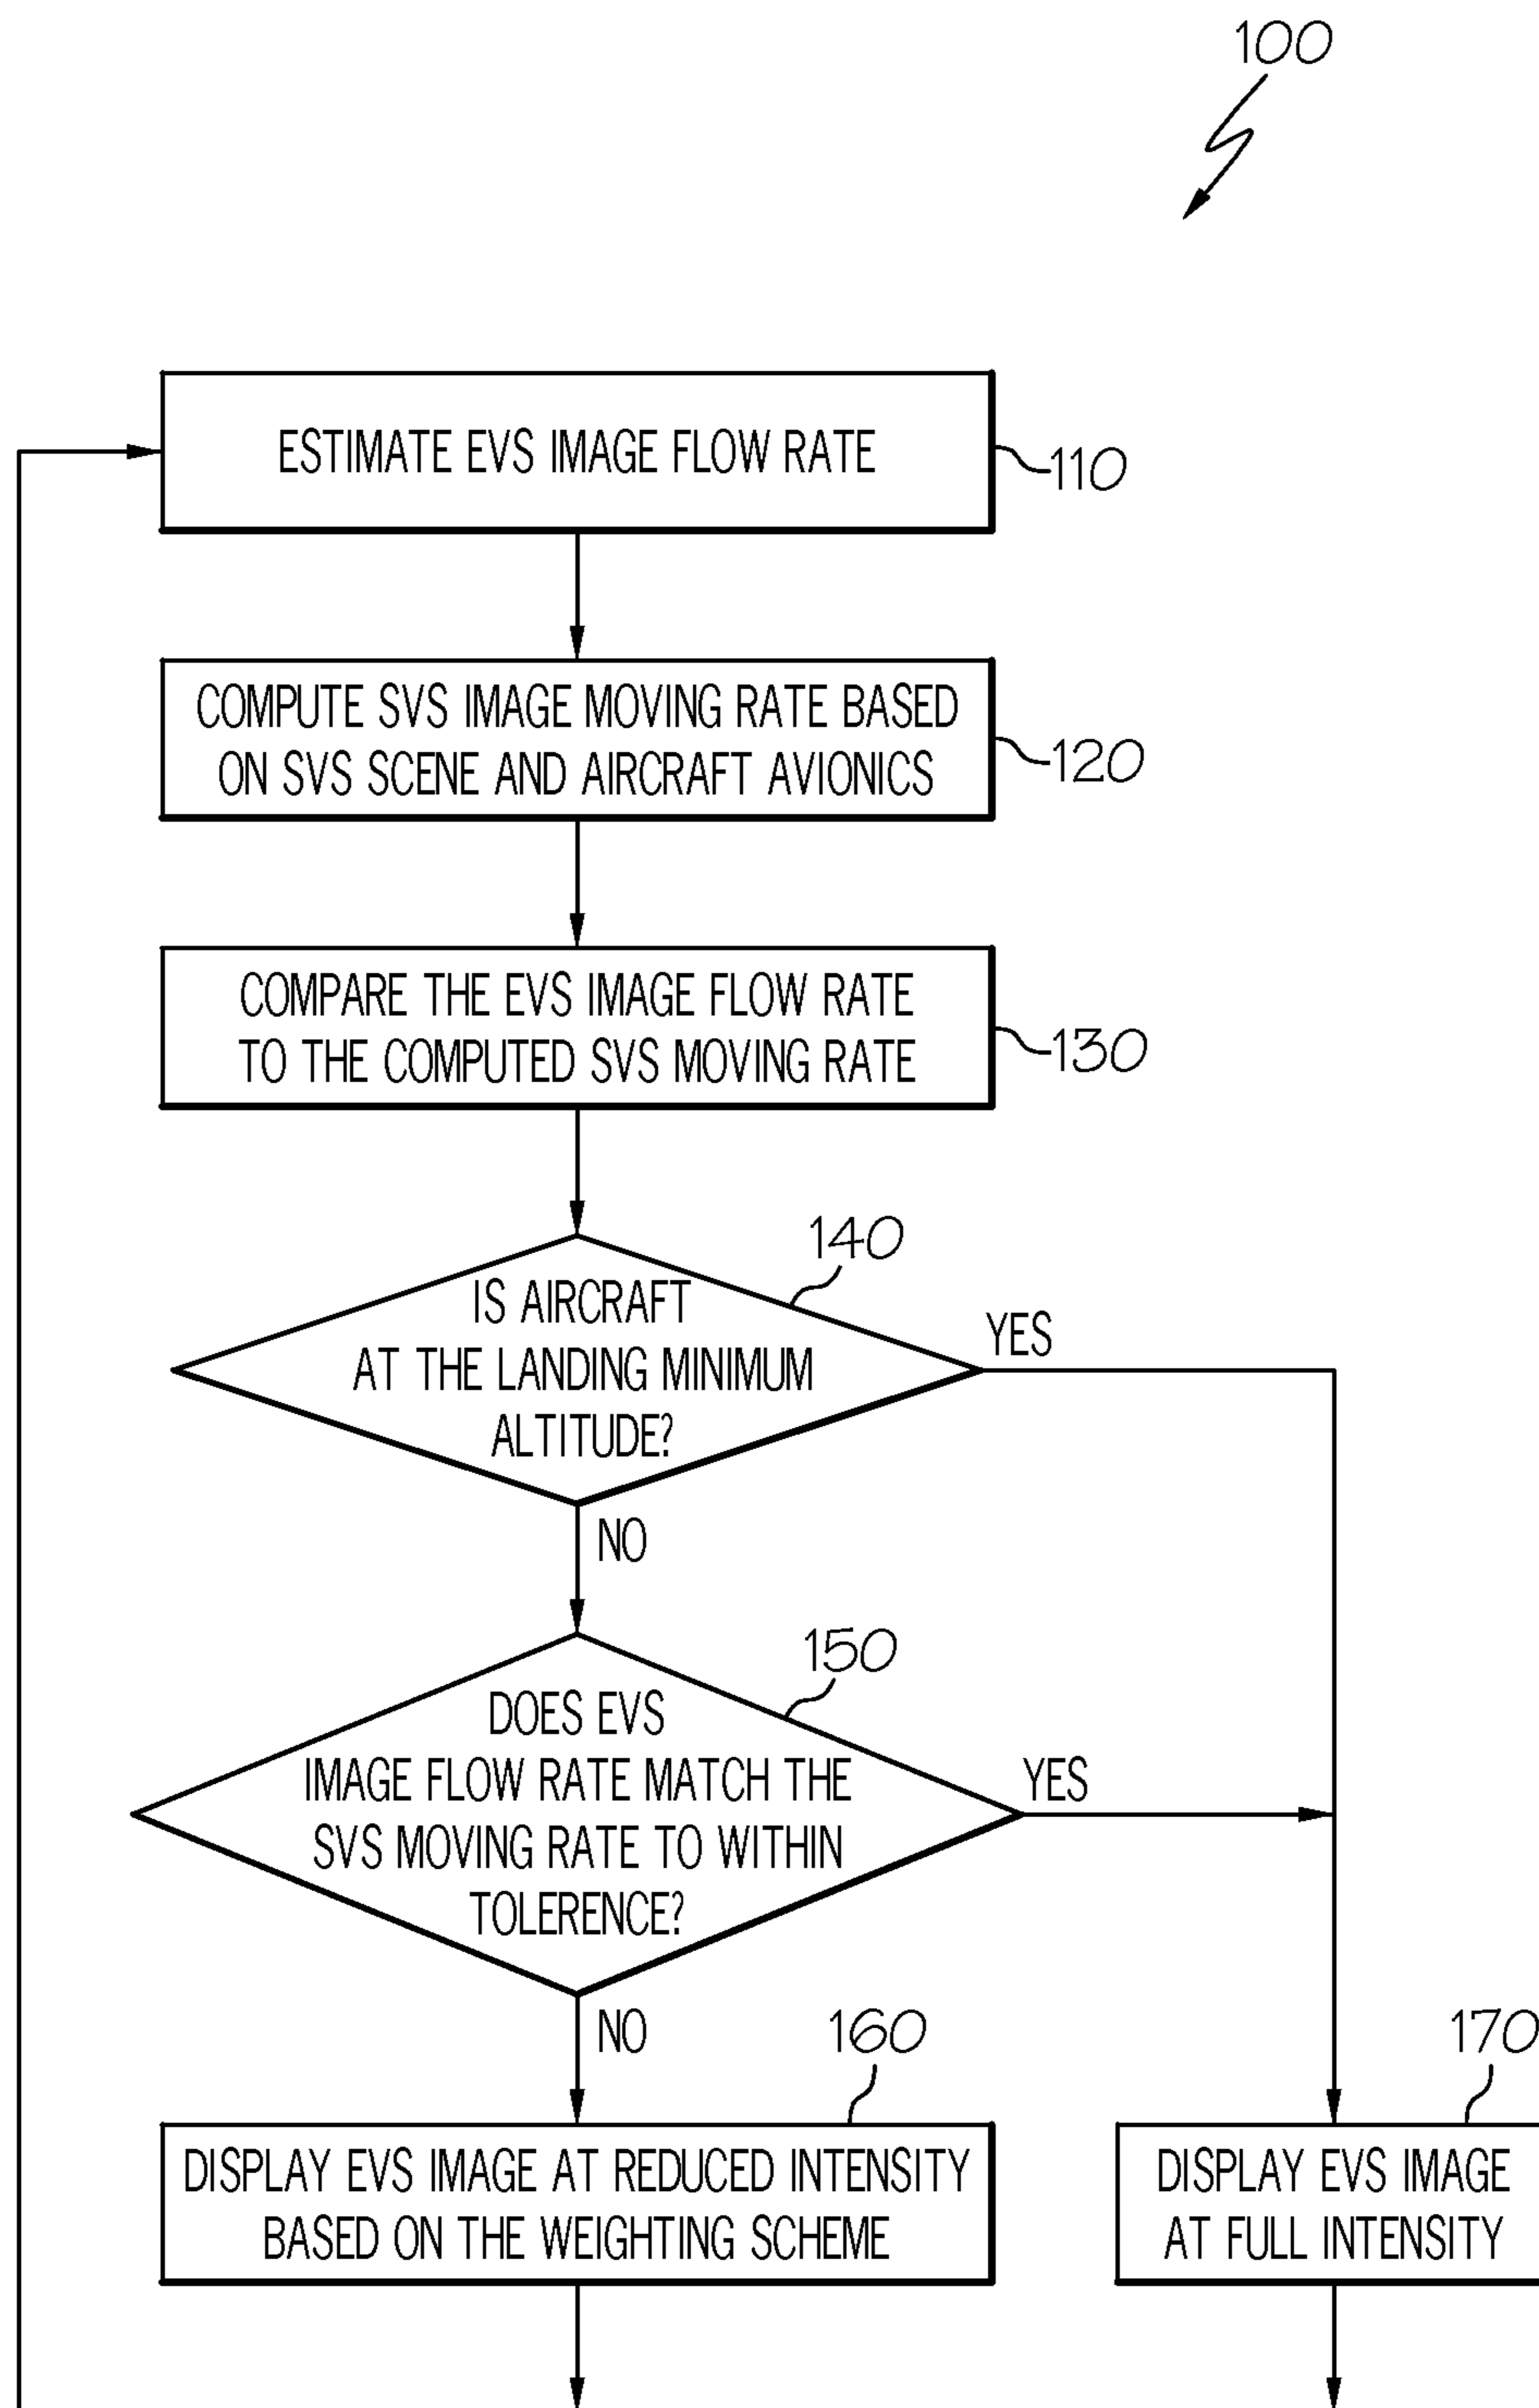 100
ESTIMATE EVS IMAGE FLOW RATE
110
COMPUTE SVS IMAGE MOVING RATE BASED
ON SVS SCENE AND AIRCRAFT AVIONICS
120
COMPARE THE EVS IMAGE FLOW RATE
TO THE COMPUTED SVS MOVING RATE
130
140
IS AIRCRAFT
AT THE LANDING MINIMUM
ALTITUDE?
YES
NO
150
DOES EVS
IMAGE FLOW RATE MATCH THE
SVS MOVING RATE TO WITHIN
TOLERENCE?
YES
NO
160
DISPLAY EVS IMAGE AT REDUCED INTENSITY
BASED ON THE WEIGHTING SCHEME
170
DISPLAY EVS IMAGE
AT FULL INTENSITY